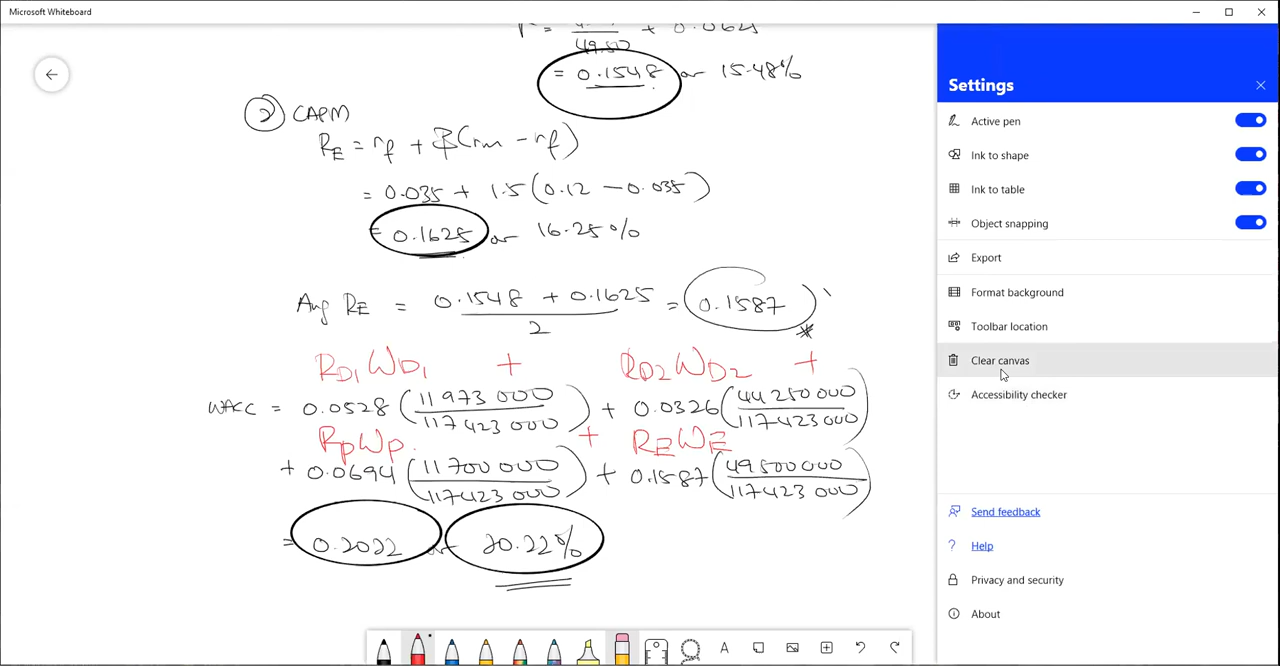 Microsoft Whiteboard
49.50
+ 0.0625
= 0.1548 or 15.48%
② CAPM
RE = rf + β(rm - rf)
= 0.035 + 1.5(0.12 - 0.035)
= 0.1625 or 16.25%
Avg RE = 0.1548 + 0.1625 / 2 = 0.1587 *
RD1WD1 + RD2WD2 +
WACC = 0.0528 (11 973 000 / 117 423 000) + 0.0326 (44 250 000 / 117 423 000)
RPWP. + REWE
+ 0.0694 (11 700 000 / 117 423 000) + 0.1587 (49 500 000 / 117 423 000)
= 0.2022 or 20.22%
Settings
Active pen
Ink to shape
Ink to table
Object snapping
Export
Format background
Toolbar location
Clear canvas
Accessibility checker
Send feedback
Help
Privacy and security
About